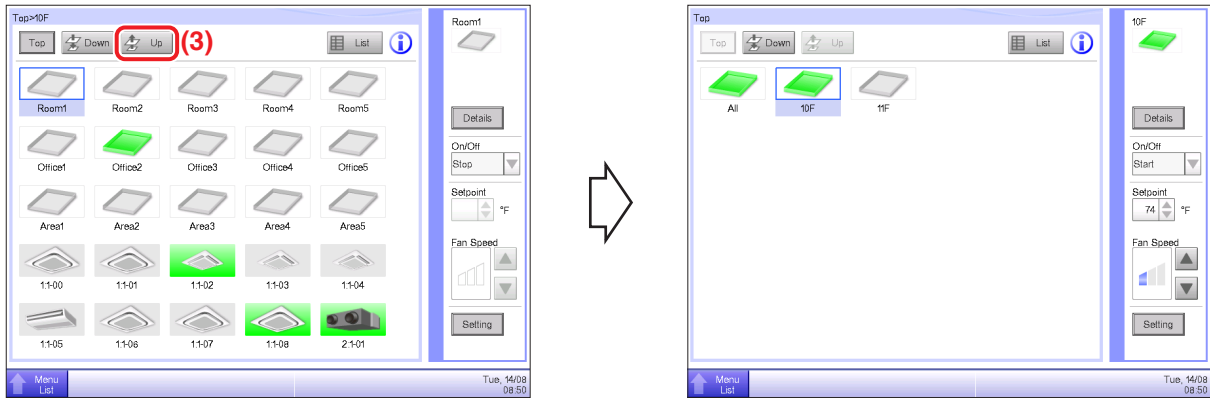 Top>10F
Top Down Up (3) List
Room1 Room2 Room3 Room4 Room5
Office1 Office2 Office3 Office4 Office5
Area1 Area2 Area3 Area4 Area5
1:1-00 1:1-01 1:1-02 1:1-03 1:1-04
1:1-05 1:1-06 1:1-07 1:1-08 2:1-01
Room1
Details
On/Off
Stop
Setpoint
°F
Fan Speed
Setting
Menu
List
Tue, 14/08
08:50
Top
Top Down Up List
All 10F 11F
10F
Details
On/Off
Start
Setpoint
74 °F
Fan Speed
Setting
Menu
List
Tue, 14/08
08:50